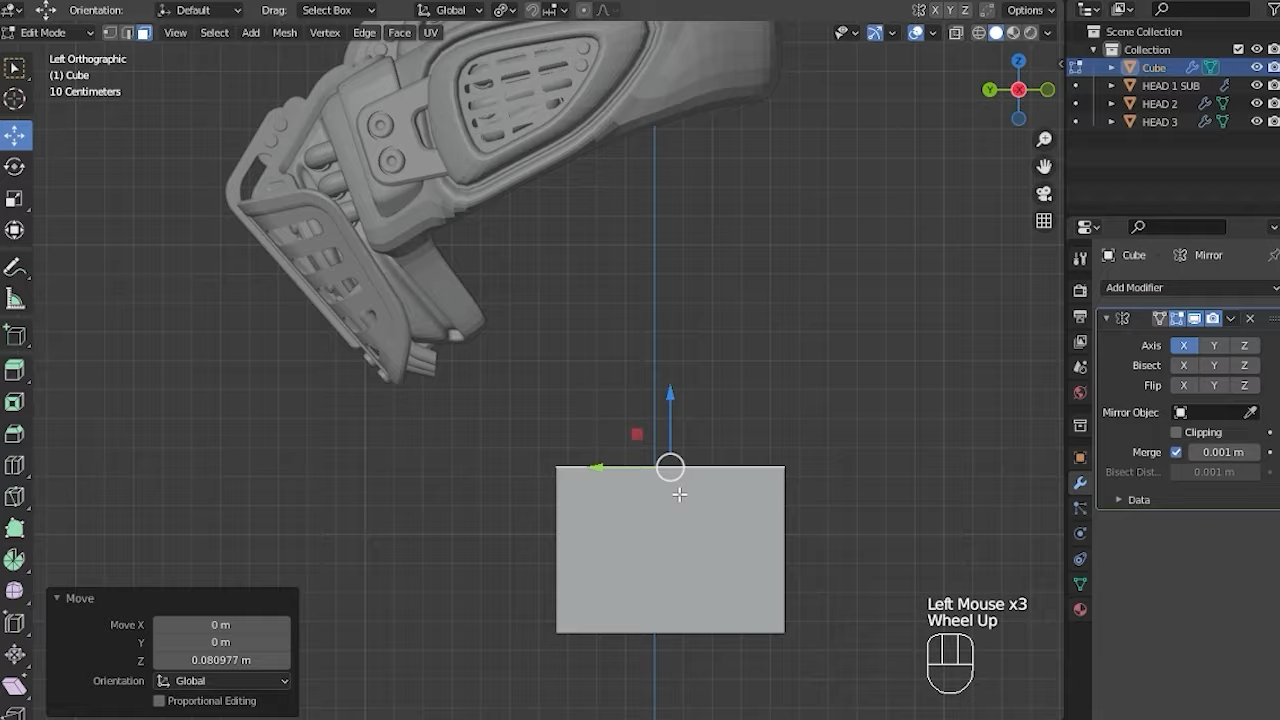 Orientation: Default Drag: Select Box Global X Y Z Options
Edit Mode View Select Add Mesh Vertex Edge Face UV
Left Orthographic
(1) Cube
10 Centimeters
Z
Y X
Scene Collection
Collection
Cube
HEAD 1 SUB
HEAD 2
HEAD 3
Cube Mirror
Add Modifier
Axis X Y Z
Bisect X Y Z
Flip X Y Z
Mirror Objec
Clipping
Merge 0.001 m
Bisect Dist... 0.001 m
Data
Move
Move X 0 m
Y 0 m
Z 0.080977 m
Orientation Global
Proportional Editing
Left Mouse x3
Wheel Up